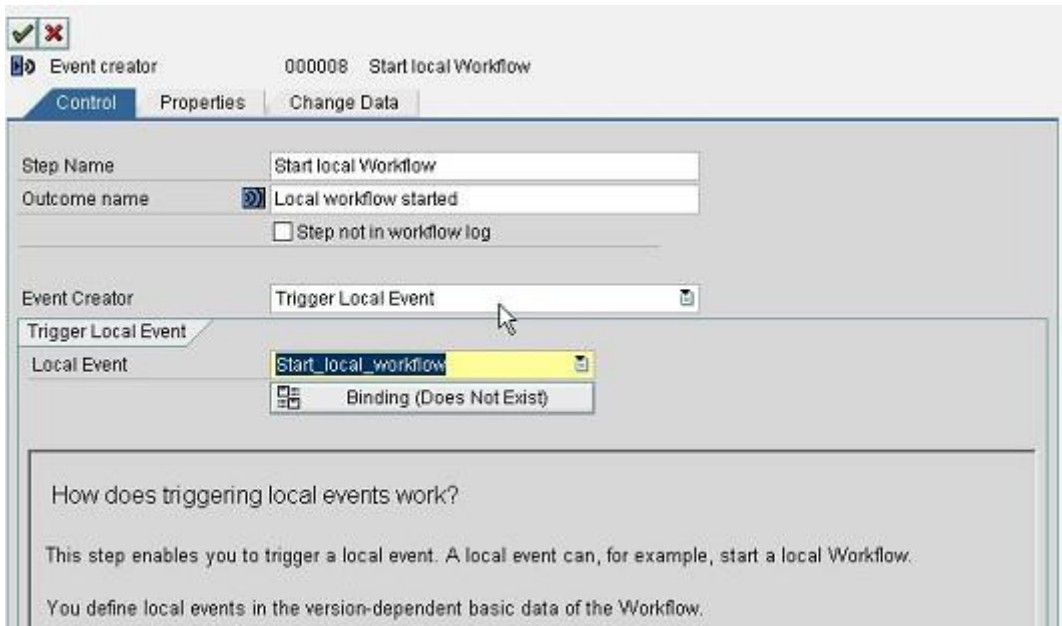 Event creator 000008 Start local Workflow
Control Properties Change Data
Step Name Start local Workflow
Outcome name Local workflow started
Step not in workflow log
Event Creator Trigger Local Event
Trigger Local Event
Local Event Start_local_workflow
Binding (Does Not Exist)
How does triggering local events work?
This step enables you to trigger a local event. A local event can, for example, start a local Workflow.
You define local events in the version-dependent basic data of the Workflow.